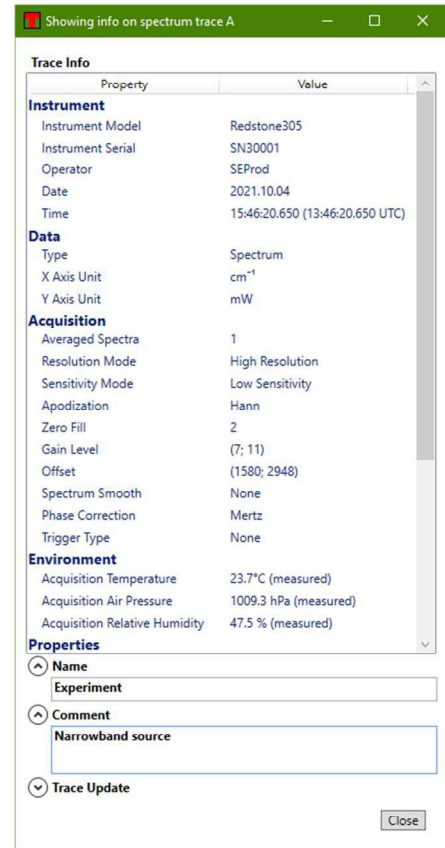 Showing info on spectrum trace A
Trace Info
Property Value
Instrument
Instrument Model Redstone305
Instrument Serial SN30001
Operator SEProd
Date 2021.10.04
Time 15:46:20.650 (13:46:20.650 UTC)
Data
Type Spectrum
X Axis Unit cm⁻¹
Y Axis Unit mW
Acquisition
Averaged Spectra 1
Resolution Mode High Resolution
Sensitivity Mode Low Sensitivity
Apodization Hann
Zero Fill 2
Gain Level (7; 11)
Offset (1580; 2948)
Spectrum Smooth None
Phase Correction Mertz
Trigger Type None
Environment
Acquisition Temperature 23.7°C (measured)
Acquisition Air Pressure 1009.3 hPa (measured)
Acquisition Relative Humidity 47.5 % (measured)
Properties
Name
Experiment
Comment
Narrowband source
Trace Update
Close